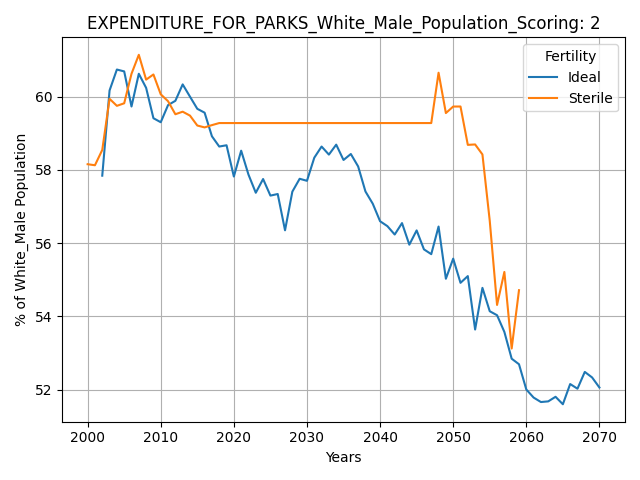 EXPENDITURE_FOR_PARKS_White_Male_Population_Scoring: 2
Fertility
Ideal
Sterile
% of White_Male Population
60
58
56
54
52
2000 2010 2020 2030 2040 2050 2060 2070
Years